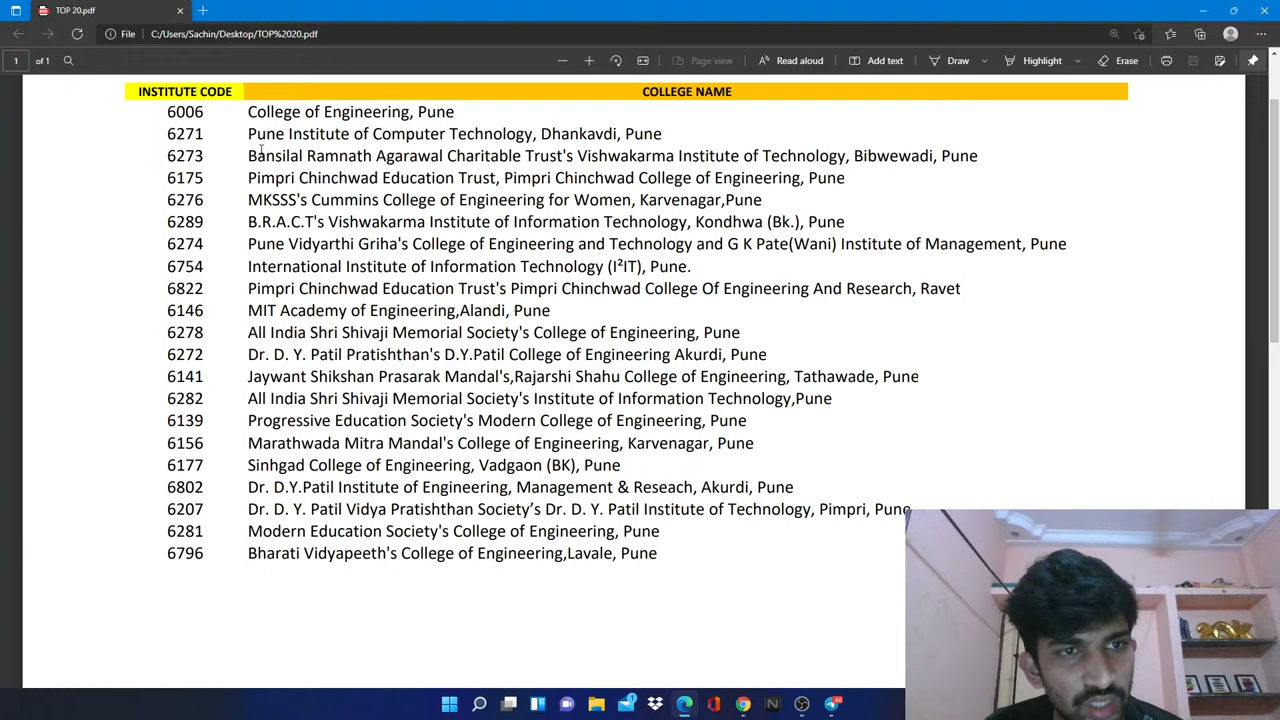 TOP 20.pdf
File C:/Users/Sachin/Desktop/TOP%2020.pdf
1 of 1 Page view Read aloud Add text Draw Highlight Erase
INSTITUTE CODE COLLEGE NAME
6006 College of Engineering, Pune
6271 Pune Institute of Computer Technology, Dhankavdi, Pune
6273 Bansilal Ramnath Agarawal Charitable Trust's Vishwakarma Institute of Technology, Bibwewadi, Pune
6175 Pimpri Chinchwad Education Trust, Pimpri Chinchwad College of Engineering, Pune
6276 MKSSS's Cummins College of Engineering for Women, Karvenagar,Pune
6289 B.R.A.C.T's Vishwakarma Institute of Information Technology, Kondhwa (Bk.), Pune
6274 Pune Vidyarthi Griha's College of Engineering and Technology and G K Pate(Wani) Institute of Management, Pune
6754 International Institute of Information Technology (I²IT), Pune.
6822 Pimpri Chinchwad Education Trust's Pimpri Chinchwad College Of Engineering And Research, Ravet
6146 MIT Academy of Engineering,Alandi, Pune
6278 All India Shri Shivaji Memorial Society's College of Engineering, Pune
6272 Dr. D. Y. Patil Pratishthan's D.Y.Patil College of Engineering Akurdi, Pune
6141 Jaywant Shikshan Prasarak Mandal's,Rajarshi Shahu College of Engineering, Tathawade, Pune
6282 All India Shri Shivaji Memorial Society's Institute of Information Technology,Pune
6139 Progressive Education Society's Modern College of Engineering, Pune
6156 Marathwada Mitra Mandal's College of Engineering, Karvenagar, Pune
6177 Sinhgad College of Engineering, Vadgaon (BK), Pune
6802 Dr. D.Y.Patil Institute of Engineering, Management & Reseach, Akurdi, Pune
6207 Dr. D. Y. Patil Vidya Pratishthan Society’s Dr. D. Y. Patil Institute of Technology, Pimpri, Pune
6281 Modern Education Society's College of Engineering, Pune
6796 Bharati Vidyapeeth's College of Engineering,Lavale, Pune